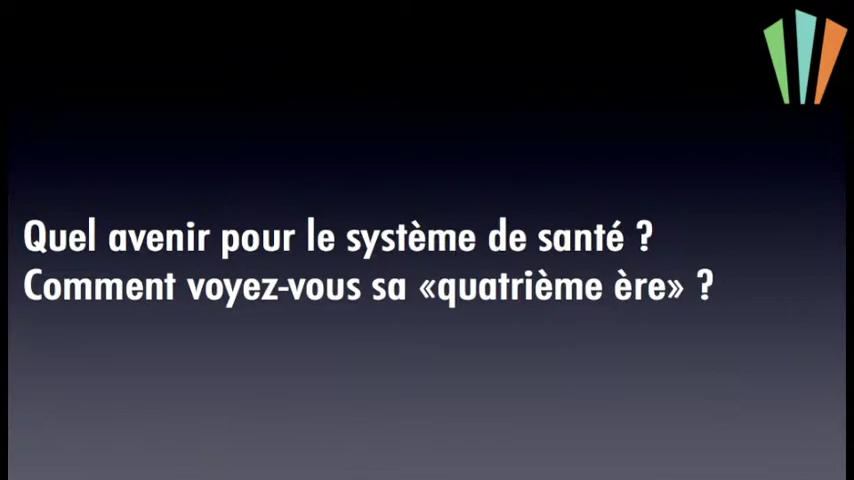 Quel avenir pour le système de santé ?
Comment voyez-vous sa «quatrième ère» ?